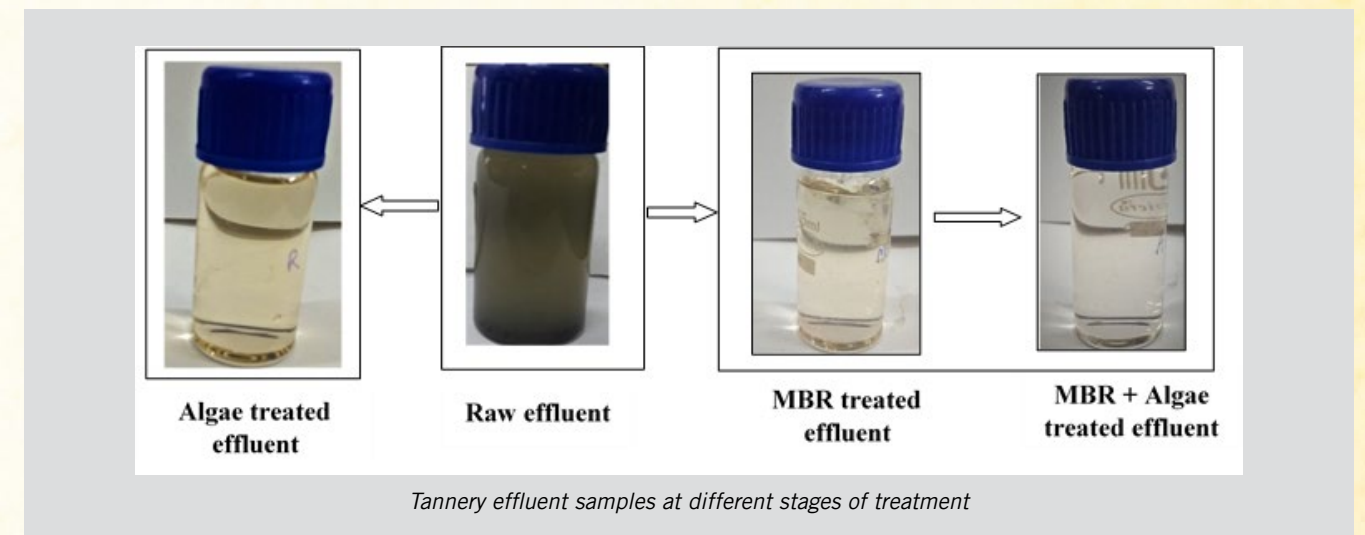 Algae treated
effluent
Raw effluent
MBR treated
effluent
MBR + Algae
treated effluent
R
Tannery effluent samples at different stages of treatment